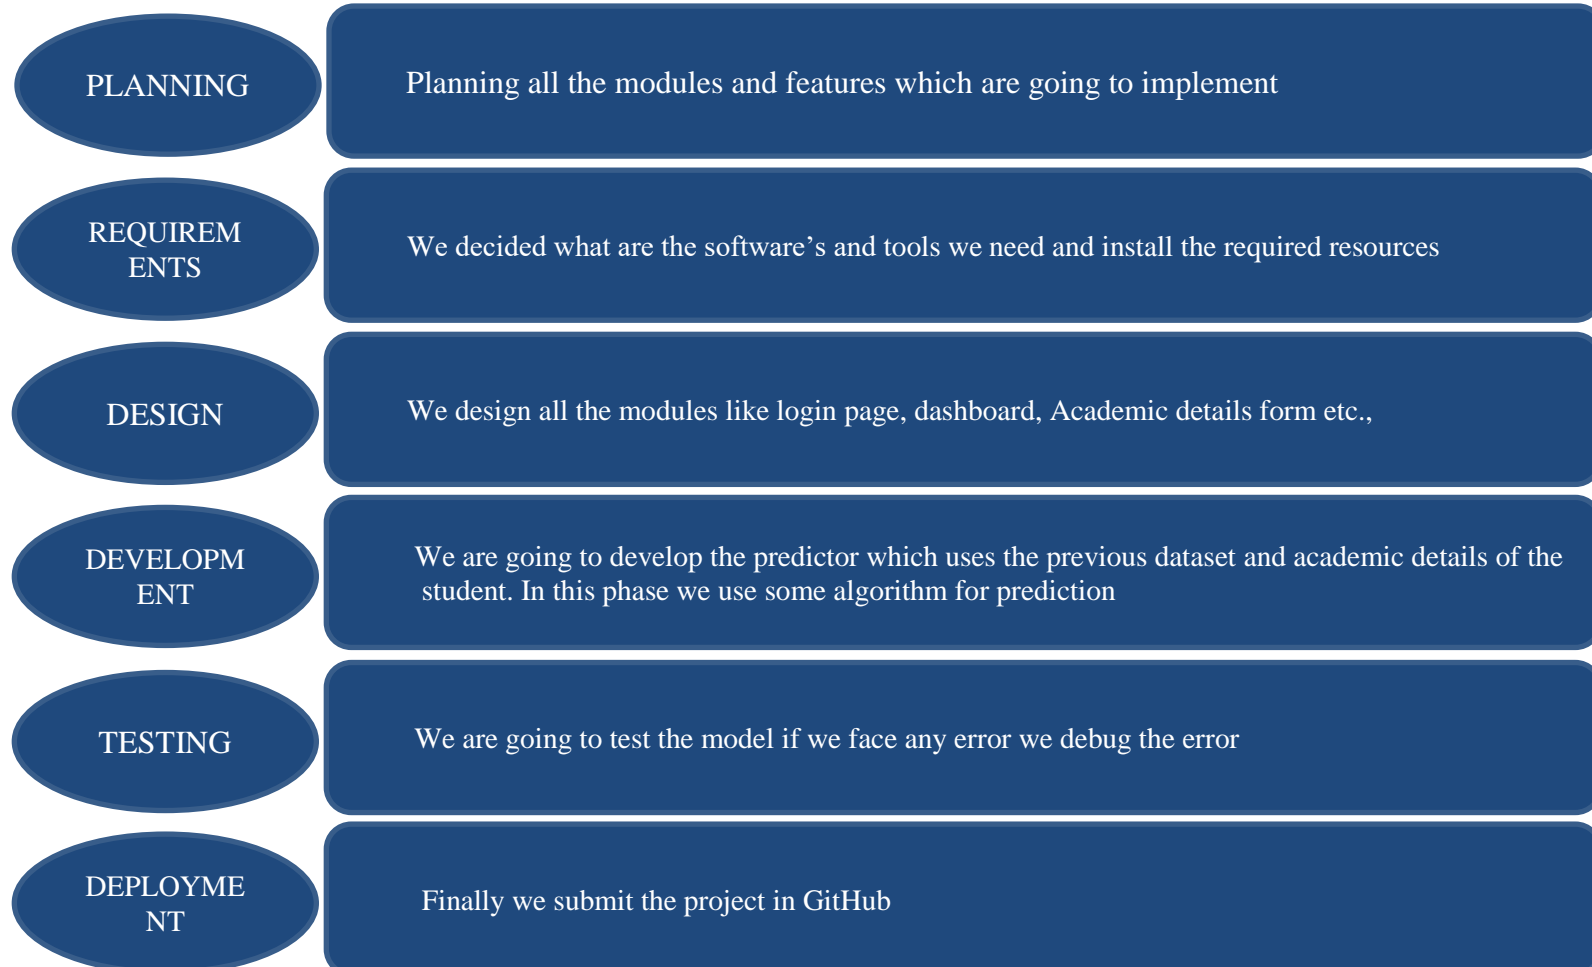 PLANNING
Planning all the modules and features which are going to implement
REQUIREM
ENTS
We decided what are the software’s and tools we need and install the required resources
DESIGN
We design all the modules like login page, dashboard, Academic details form etc.,
DEVELOPM
ENT
We are going to develop the predictor which uses the previous dataset and academic details of the
student. In this phase we use some algorithm for prediction
TESTING
We are going to test the model if we face any error we debug the error
DEPLOYME
NT
Finally we submit the project in GitHub